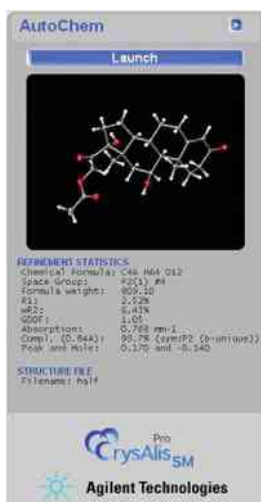 AutoChem
Launch
REFINEMENT STATISTICS
Chemical Formula: C46 H64 O12
Space Group: P2(1) #4
Formula weight: 809.10
R1: 2.52%
wR2: 6.43%
GOOF: 1.05
Absorption: 0.768 mm-1
Compl. (0.84A): 99.7% (sym:P2 (b-unique))
Peak and Hole: 0.170 and -0.140
STRUCTURE FILE
Filename: half
CrysAlis Pro SM
Agilent Technologies